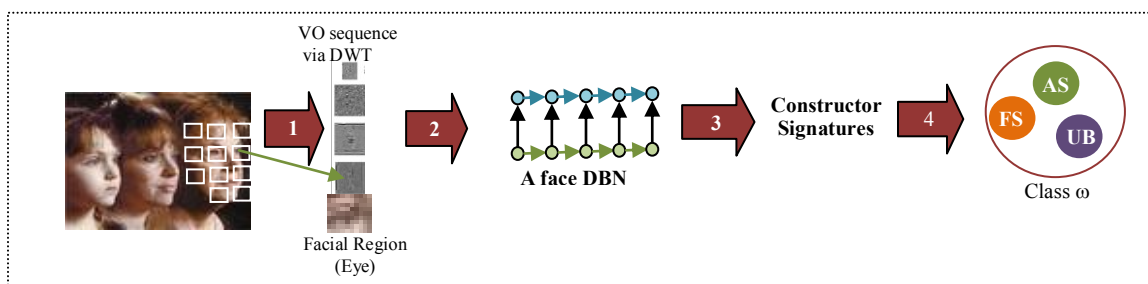 VO sequence
via DWT
1
2
3
4
A face DBN
Constructor
Signatures
AS
FS
UB
Class ω
Facial Region
(Eye)